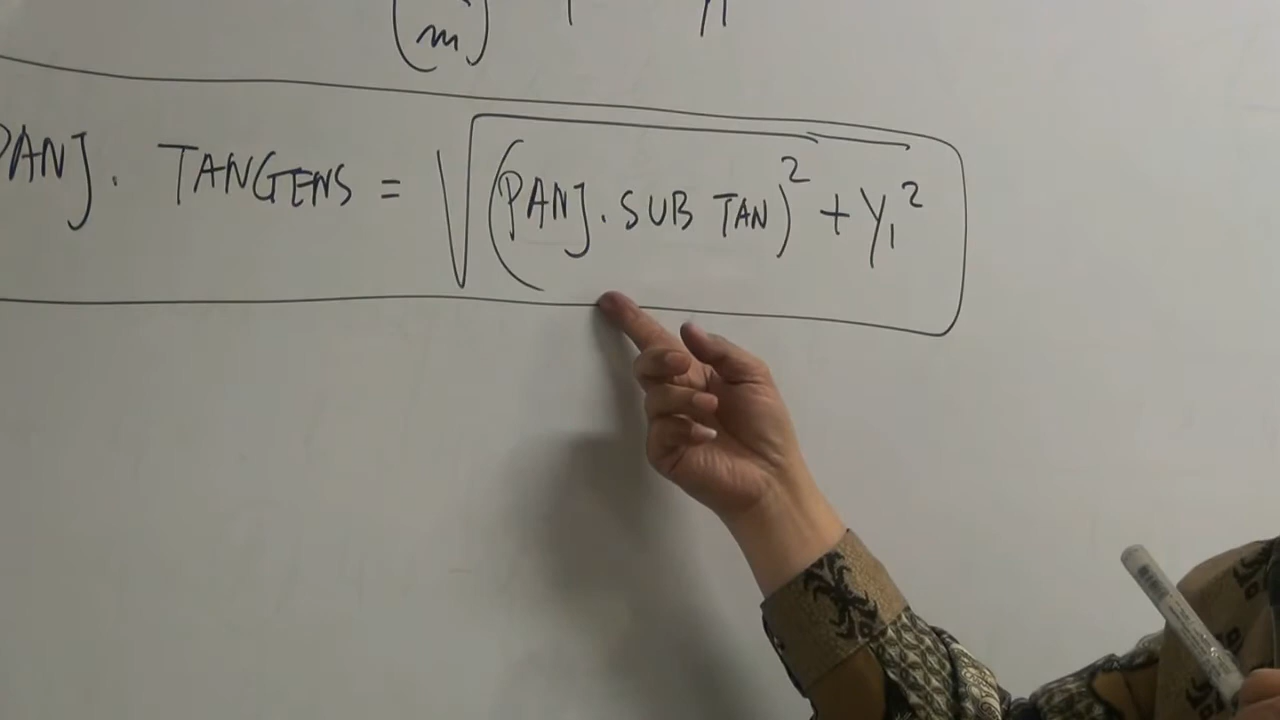 (m)
PANJ. TANGENS = √(PANJ. SUB TAN)² + y₁²